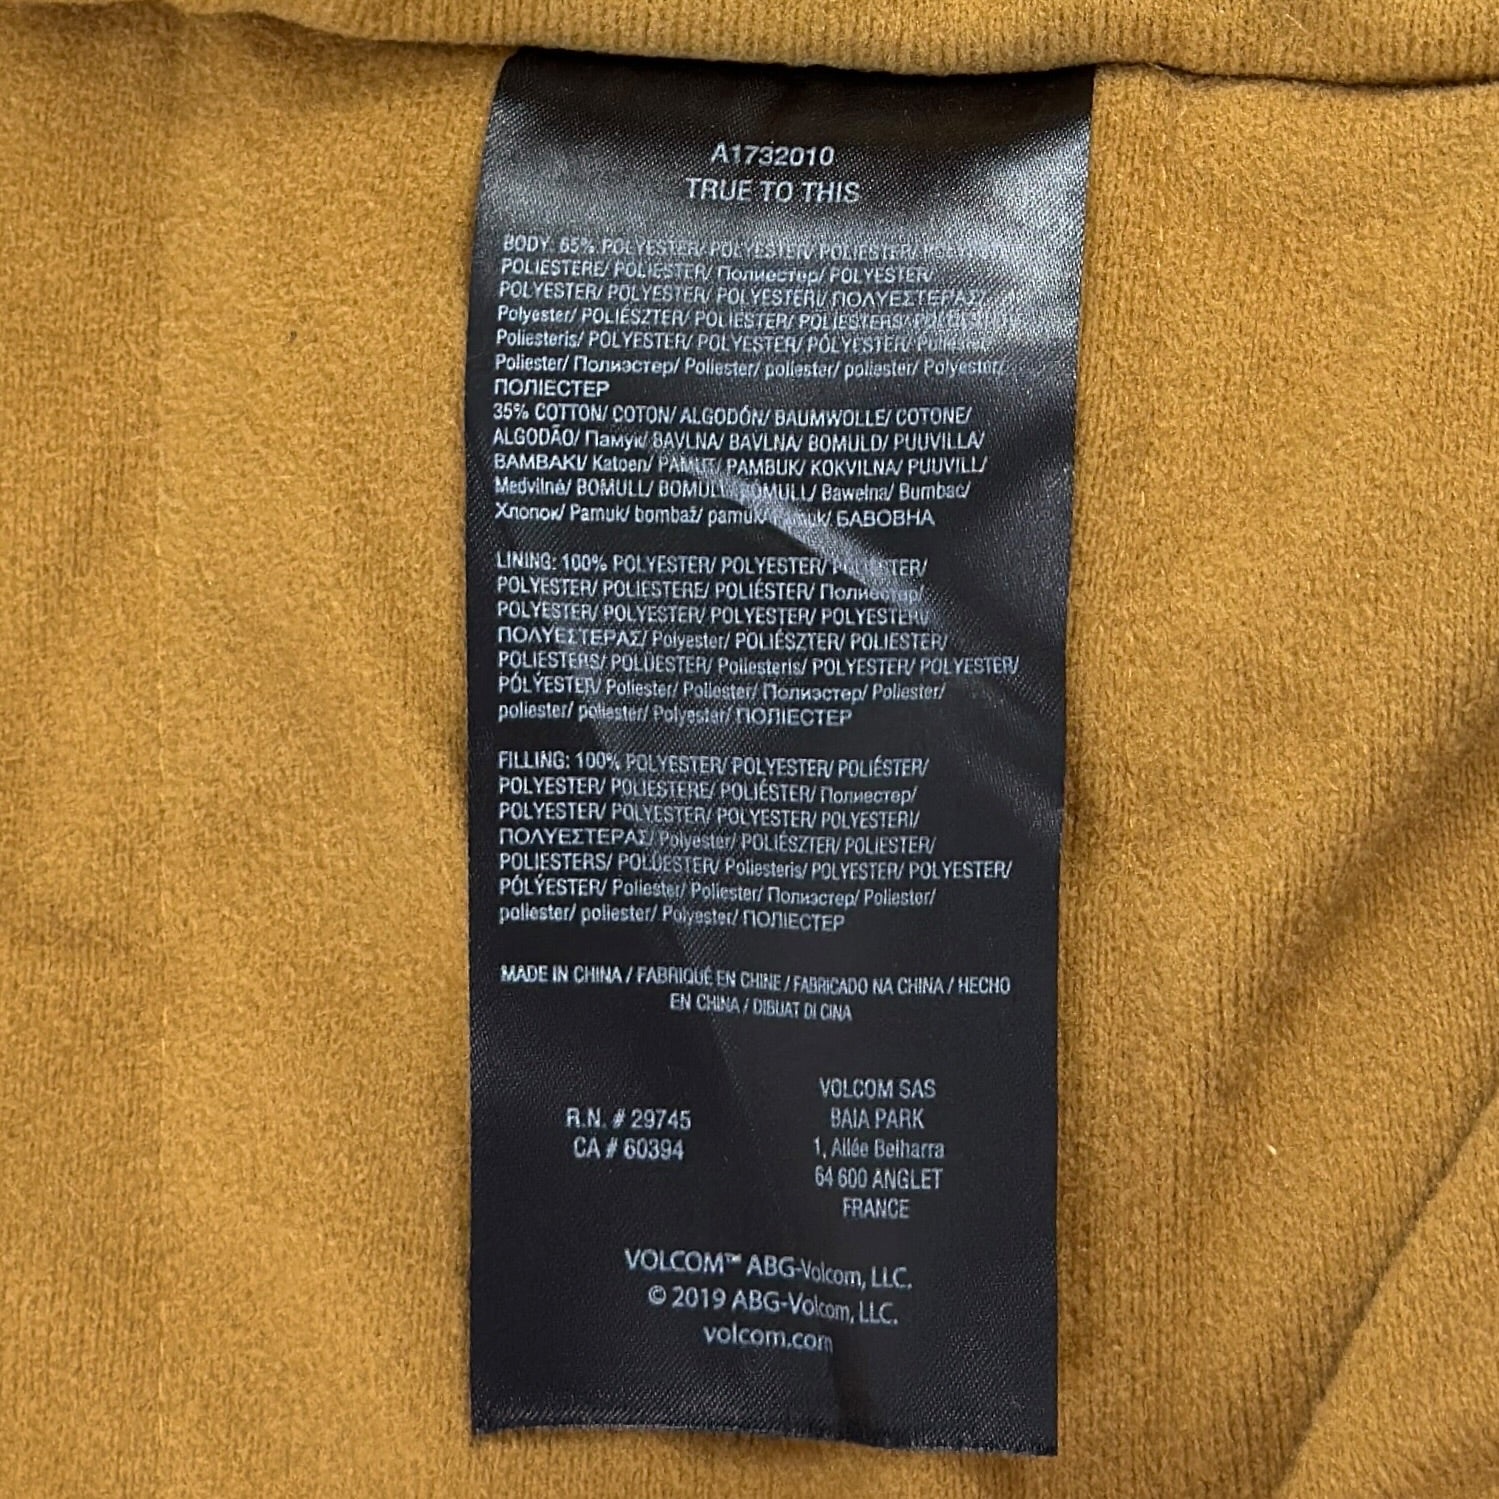 A1732010
TRUE TO THIS
BODY: 65% POLYESTER/ POLYESTER/ POLIESTER/
POLIESTERE/ POLIESTER/ Полиестер/ POLYESTER/
POLYESTER/ POLYESTER/ POLYESTERI/ ΠΟΛΥΕΣΤΕΡΑΣ/
Polyester/ POLIÉSZTER/ POLIESTER/ POLIESTERS/
Poliesteris/ POLYESTER/ POLYESTER/ PÓLÝESTER/ Poliester/
Poliester/ Полиэстер/ Poliester/ poliester/ poliester/ Polyester/
ПОЛІЕСТЕР
35% COTTON/ COTON/ ALGODÓN/ BAUMWOLLE/ COTONE/
ALGODÃO/ Памук/ BAVLNA/ BAVLNA/ BOMULD/ PUUVILLA/
BAMBAKI/ Katoen/ PAMUT/ PAMBUK/ KOKVILNA/ PUUVILL/
Medvilnė/ BOMULL/ BOMULL/ BÓMULL/ Bawełna/ Bumbac/
Хлопок/ Pamuk/ bombaž/ pamuk/ pamuk/ БАВОВНА
LINING: 100% POLYESTER/ POLYESTER/ POLIÉSTER/
POLYESTER/ POLIESTERE/ POLIÉSTER/ Полиестер/
POLYESTER/ POLYESTER/ POLYESTER/ POLYESTERI/
ΠΟΛΥΕΣΤΕΡΑΣ/ Polyester/ POLIÉSZTER/ POLIESTER/
POLIESTERS/ POLÜESTER/ Poliesteris/ POLYESTER/ POLYESTER/
PÓLÝESTER/ Poliester/ Poliester/ Полиэстер/ Poliester/
poliester/ poliester/ Polyester/ ПОЛІЕСТЕР
FILLING: 100% POLYESTER/ POLYESTER/ POLIÉSTER/
POLYESTER/ POLIESTERE/ POLIÉSTER/ Полиестер/
POLYESTER/ POLYESTER/ POLYESTER/ POLYESTERI/
ΠΟΛΥΕΣΤΕΡΑΣ/ Polyester/ POLIÉSZTER/ POLIESTER/
POLIESTERS/ POLÜESTER/ Poliesteris/ POLYESTER/ POLYESTER/
PÓLÝESTER/ Poliester/ Poliester/ Полиэстер/ Poliester/
poliester/ poliester/ Polyester/ ПОЛІЕСТЕР
MADE IN CHINA / FABRIQUÉ EN CHINE / FABRICADO NA CHINA / HECHO
EN CHINA / DIBUAT DI CINA
R.N. # 29745
CA # 60394
VOLCOM SAS
BAIA PARK
1, Allée Belharra
64 600 ANGLET
FRANCE
VOLCOM™ ABG-Volcom, LLC.
© 2019 ABG-Volcom, LLC.
volcom.com